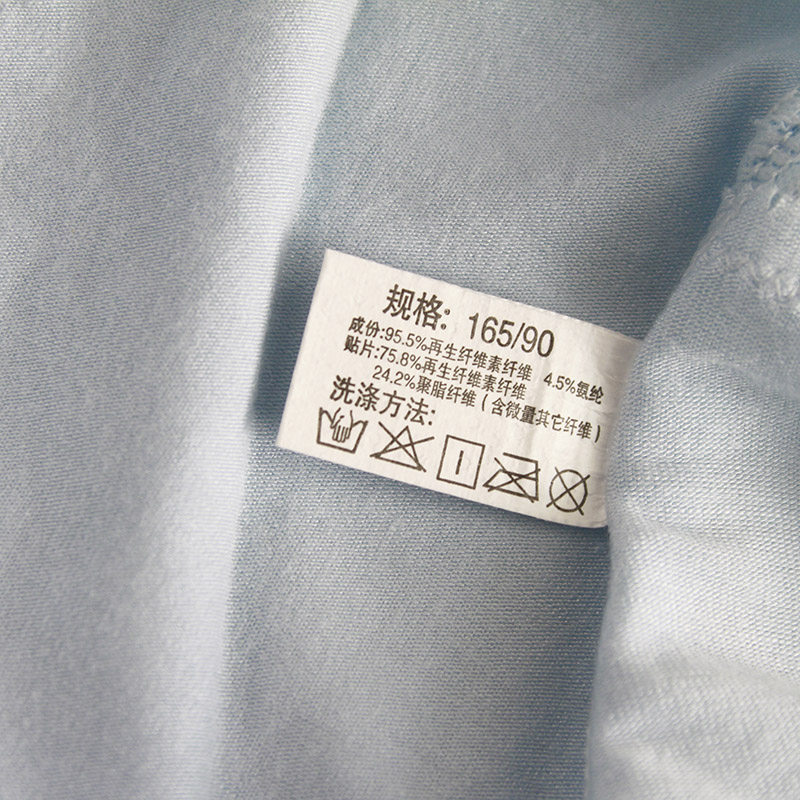 规格: 165/90
成份:95.5%再生纤维素纤维 4.5%氨纶
贴片:75.8%再生纤维素纤维
24.2%聚脂纤维(含微量其它纤维)
洗涤方法: